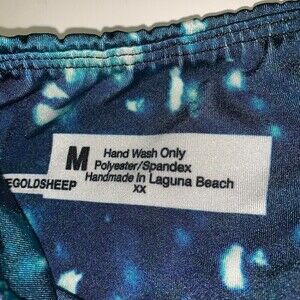 M
Hand Wash Only
Polyester/Spandex
EGOLDSHEEP Handmade In Laguna Beach
XX